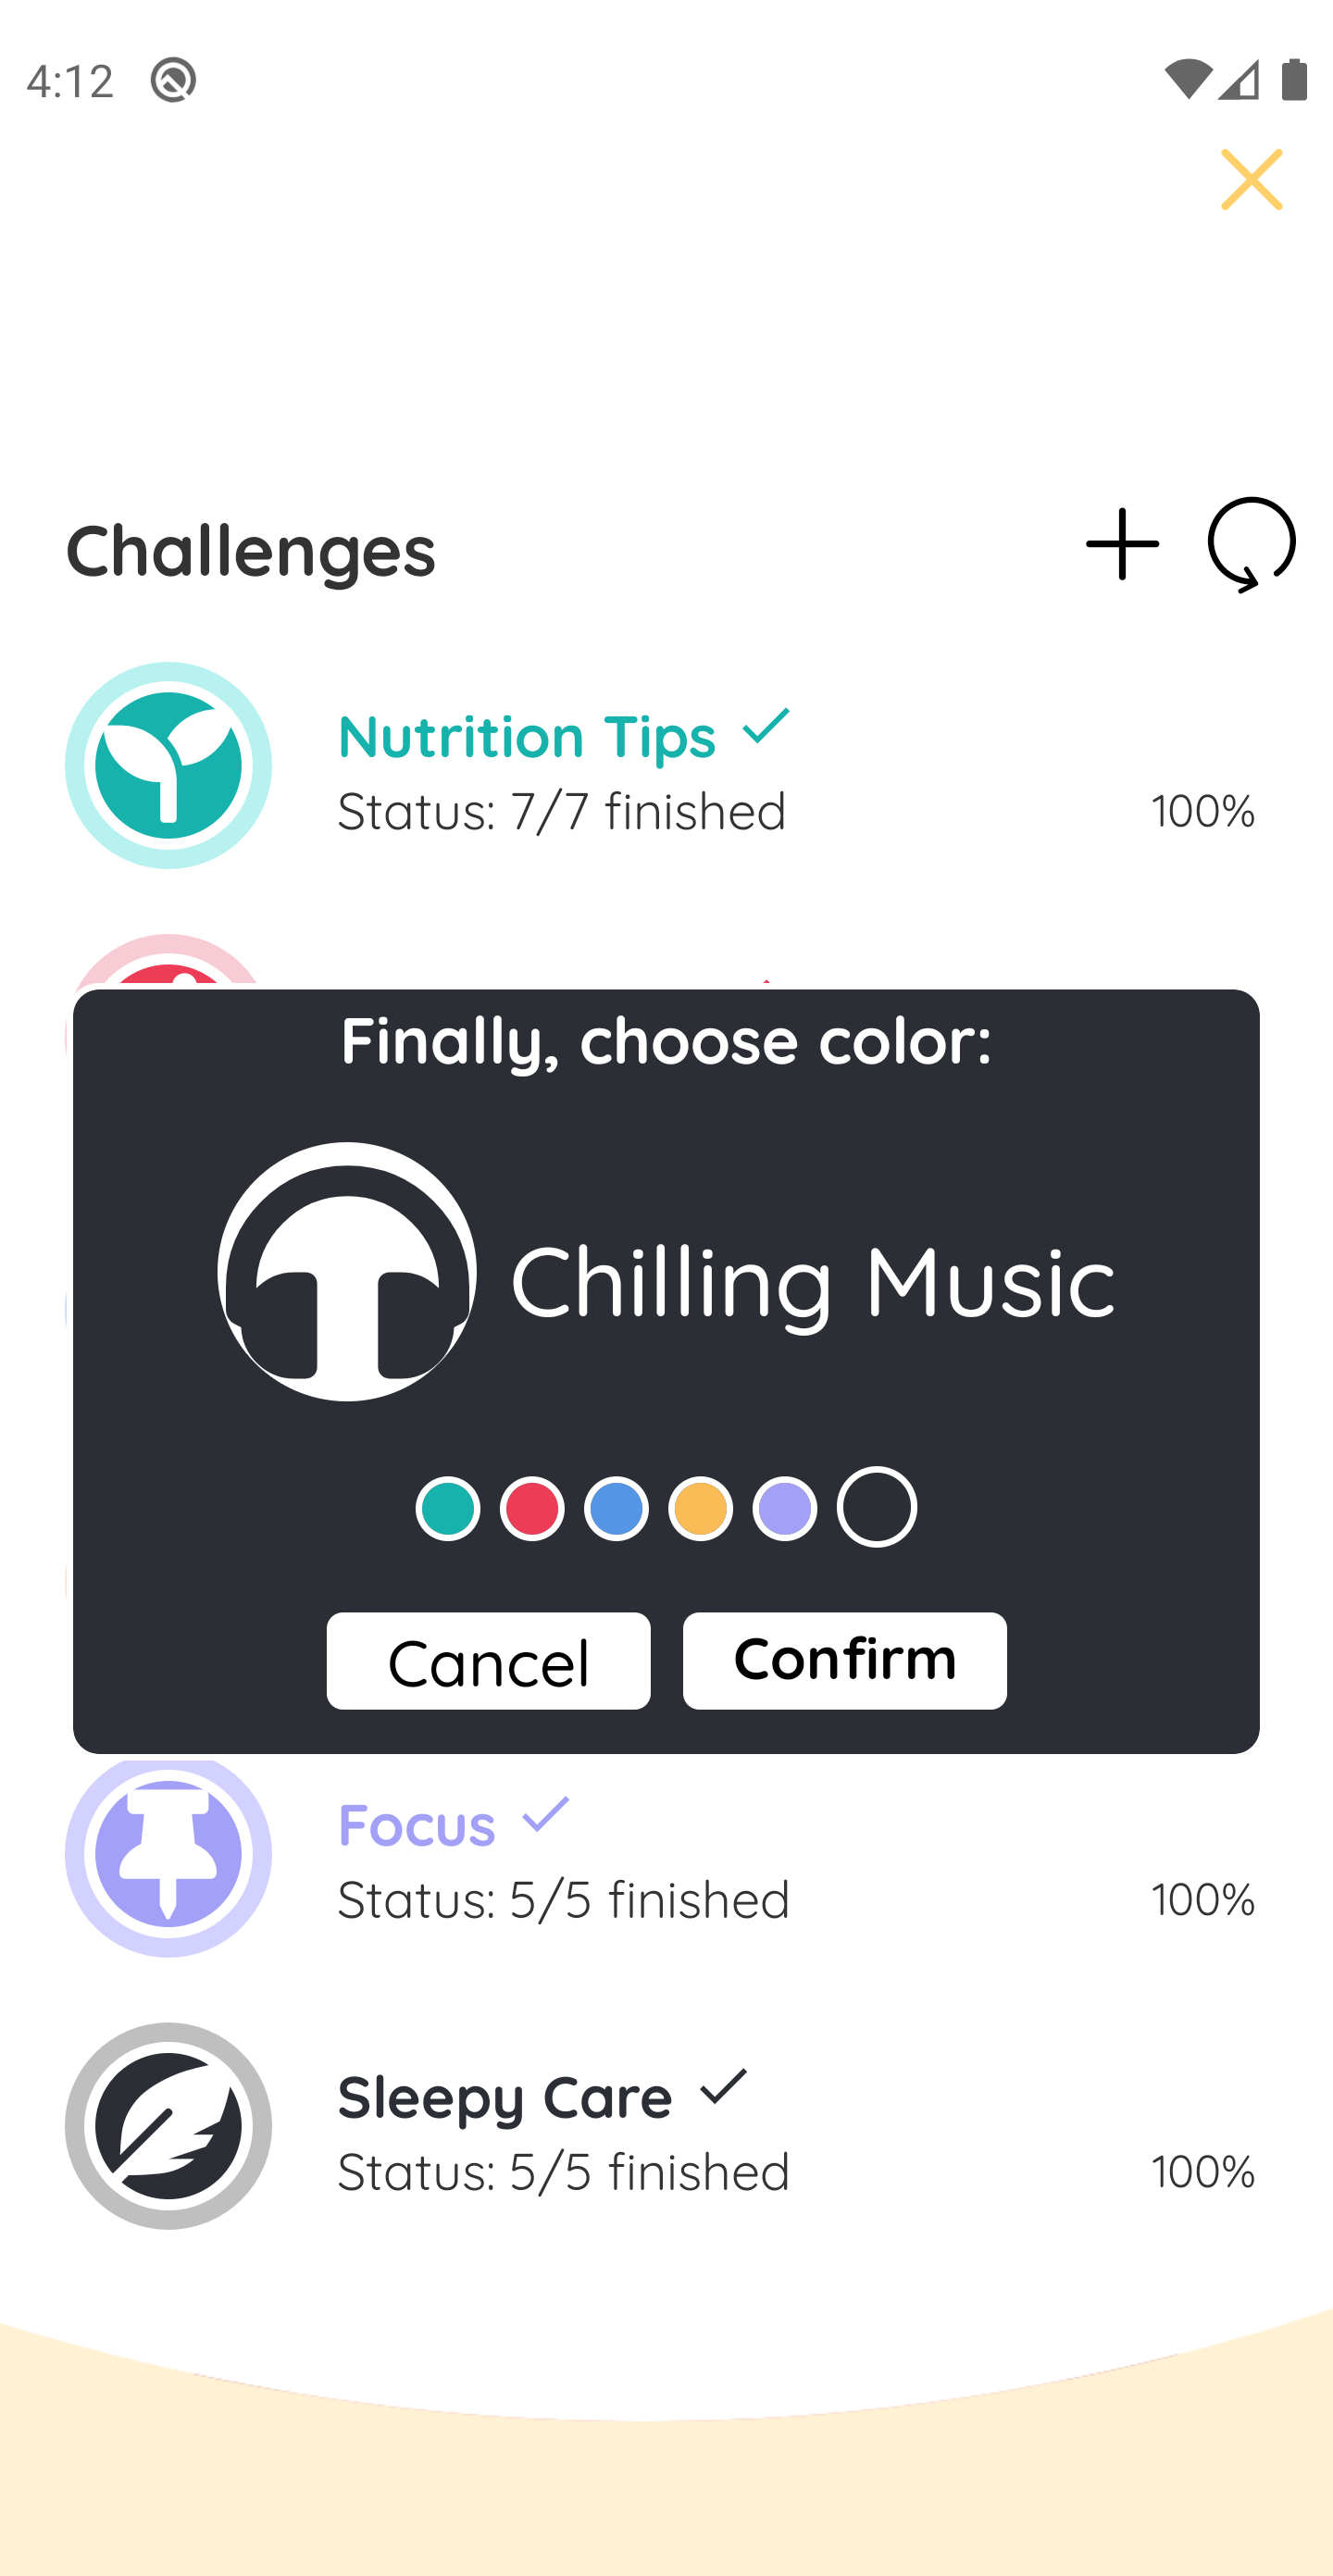 4:12
Challenges
Nutrition Tips
Status: 7/7 finished
100%
Finally, choose color:
Chilling Music
Cancel
Confirm
Focus
Status: 5/5 finished
100%
Sleepy Care
Status: 5/5 finished
100%